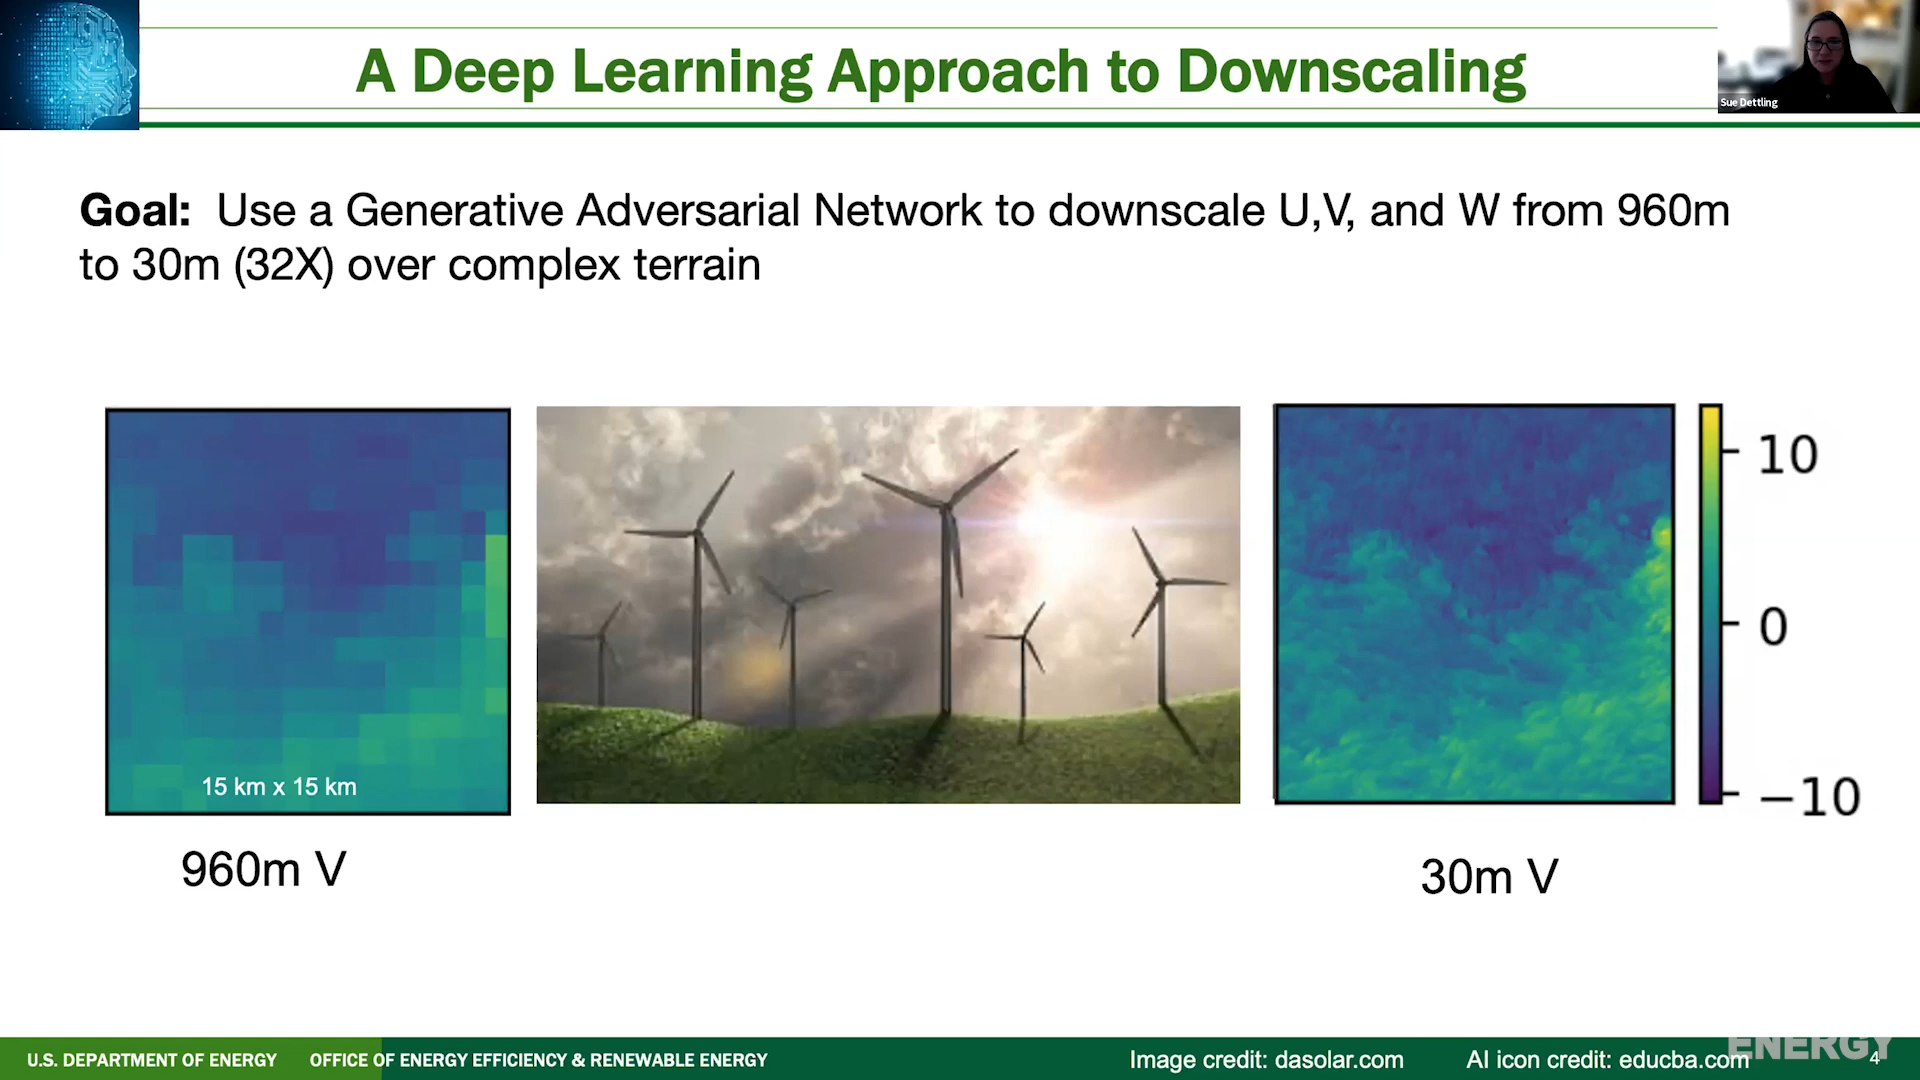 A Deep Learning Approach to Downscaling
Sue Dettling
Goal: Use a Generative Adversarial Network to downscale U,V, and W from 960m
to 30m (32X) over complex terrain
15 km x 15 km
10
0
−10
960m V
30m V
U.S. DEPARTMENT OF ENERGY OFFICE OF ENERGY EFFICIENCY & RENEWABLE ENERGY Image credit: dasolar.com AI icon credit: educba.com
ENERGY
4